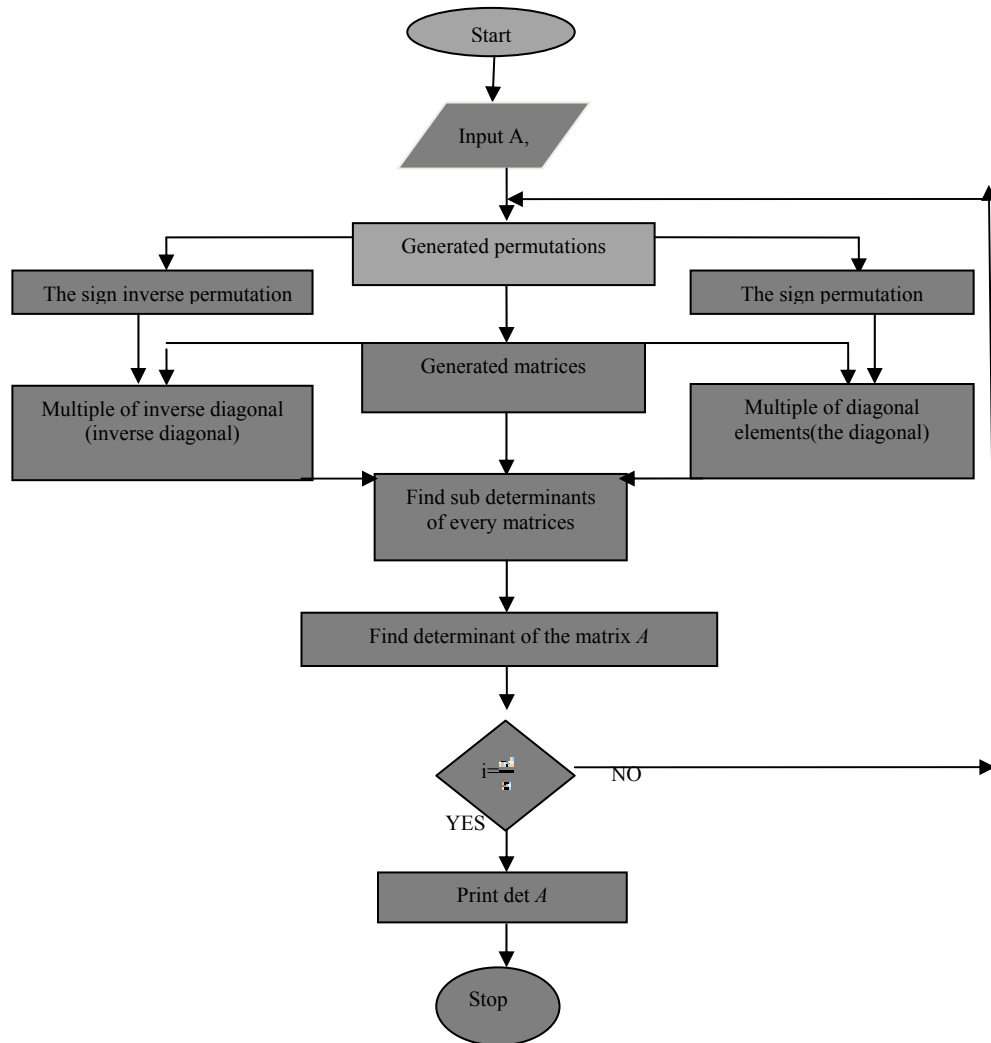 Start
Input A,
Generated permutations
The sign inverse permutation
The sign permutation
Generated matrices
Multiple of inverse diagonal
(inverse diagonal)
Multiple of diagonal
elements(the diagonal)
Find sub determinants
of every matrices
Find determinant of the matrix A
i=
NO
YES
Print det A
Stop